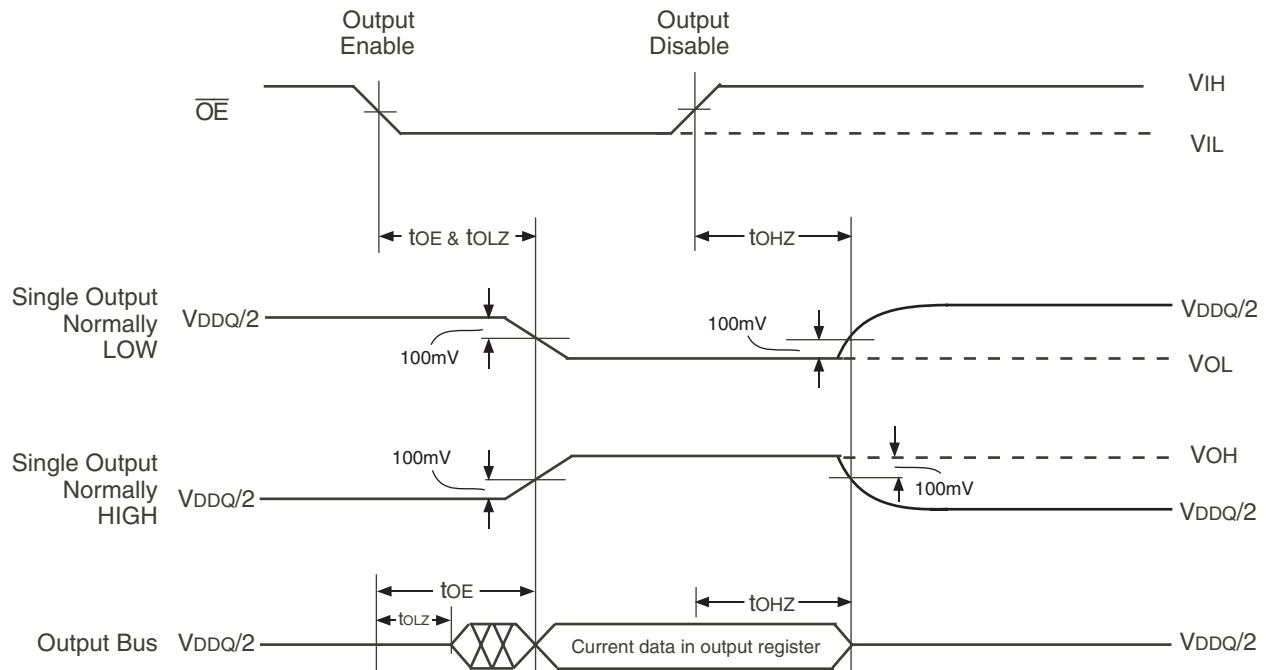 Output
Enable
Output
Disable
OE
VIH
VIL
tOE & tOLZ
tOHZ
Single Output
Normally
LOW
VDDQ/2
100mV
100mV
VDDQ/2
VOL
Single Output
Normally
HIGH
100mV
VDDQ/2
VOH
100mV
VDDQ/2
tOE
tOLZ
tOHZ
Output Bus
VDDQ/2
Current data in output register
VDDQ/2